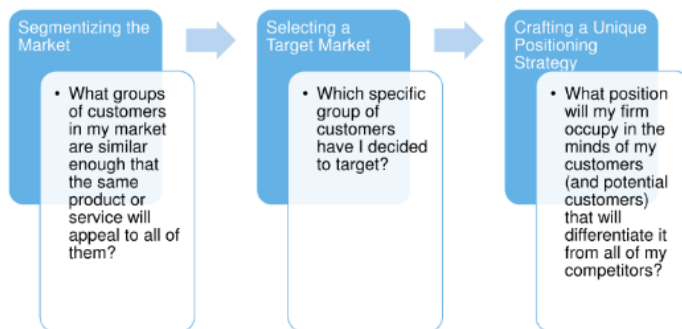 Segmentizing the
Market
• What groups
of customers
in my market
are similar
enough that
the same
product or
service will
appeal to all of
them?
Selecting a
Target Market
• Which specific
group of
customers
have I decided
to target?
Crafting a Unique
Positioning
Strategy
• What position
will my firm
occupy in the
minds of my
customers
(and potential
customers)
that will
differentiate it
from all of my
competitors?